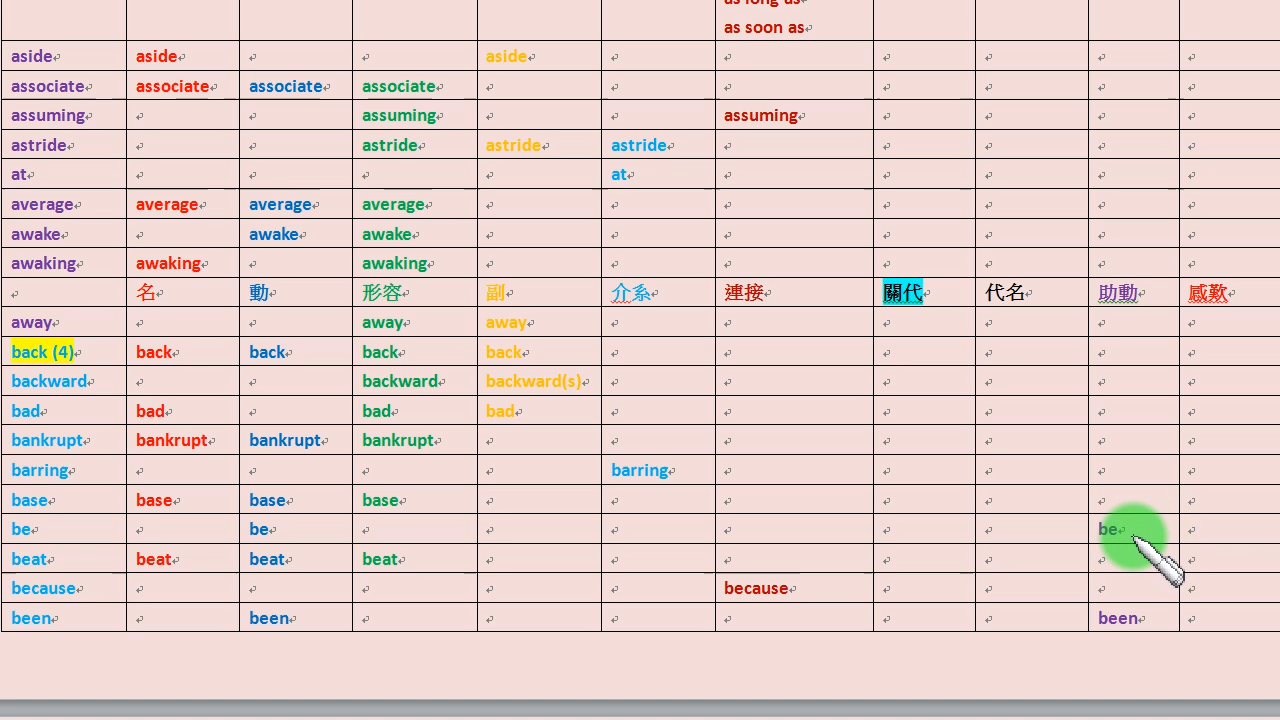 as long as
as soon as
aside aside aside
associate associate associate associate
assuming assuming assuming
astride astride astride astride
at at
average average average average
awake awake awake
awaking awaking awaking
名 動 形容 副 介系 連接 關代 代名 助動 感歎
away away away
back (4) back back back back
backward backward backward(s)
bad bad bad bad
bankrupt bankrupt bankrupt bankrupt
barring barring
base base base base
be be be
beat beat beat beat
because because
been been been